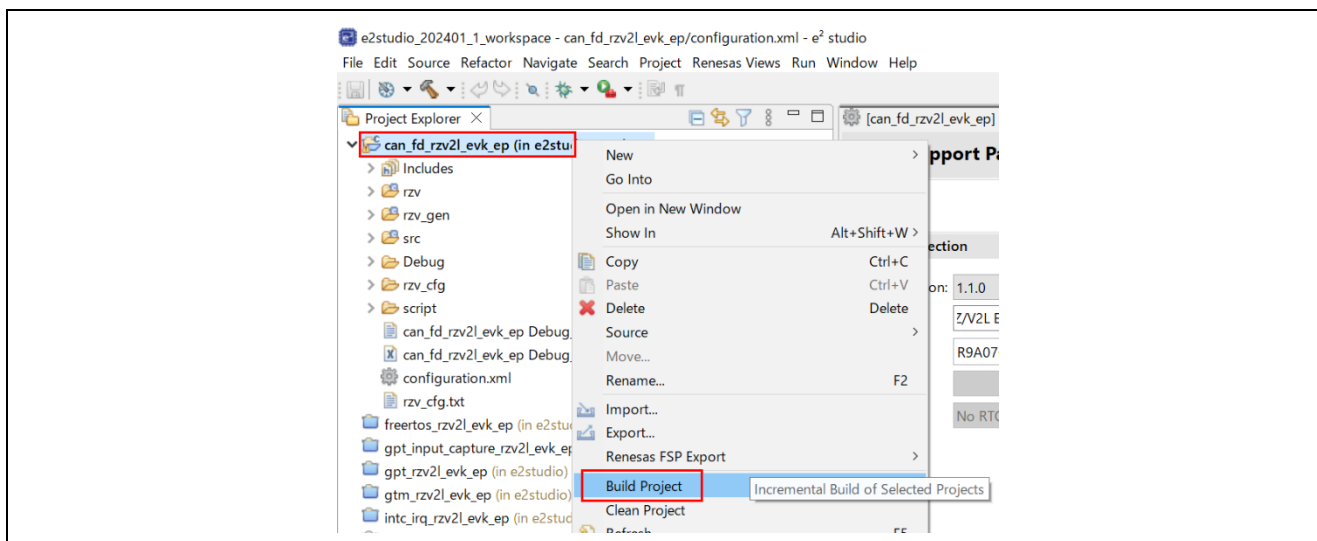 e2studio_202401_1_workspace - can_fd_rzv2l_evk_ep/configuration.xml - e² studio
File Edit Source Refactor Navigate Search Project Renesas Views Run Window Help
Project Explorer
[can_fd_rzv2l_evk_ep]
can_fd_rzv2l_evk_ep (in e2stu
Includes
rzv
rzv_gen
src
Debug
rzv_cfg
script
can_fd_rzv2l_evk_ep Debug_
can_fd_rzv2l_evk_ep Debug_
configuration.xml
rzv_cfg.txt
freertos_rzv2l_evk_ep (in e2stu
gpt_input_capture_rzv2l_evk_ep
gpt_rzv2l_evk_ep (in e2studio)
gtm_rzv2l_evk_ep (in e2studio)
intc_irq_rzv2l_evk_ep (in e2stud
New
Go Into
Open in New Window
Show In Alt+Shift+W >
Copy Ctrl+C
Paste Ctrl+V
Delete Delete
Source
Move...
Rename... F2
Import...
Export...
Renesas FSP Export
Build Project
Incremental Build of Selected Projects
Clean Project
Refresh F5
pport Pa
ection
on: 1.1.0
Z/V2L E
R9A07
No RTO